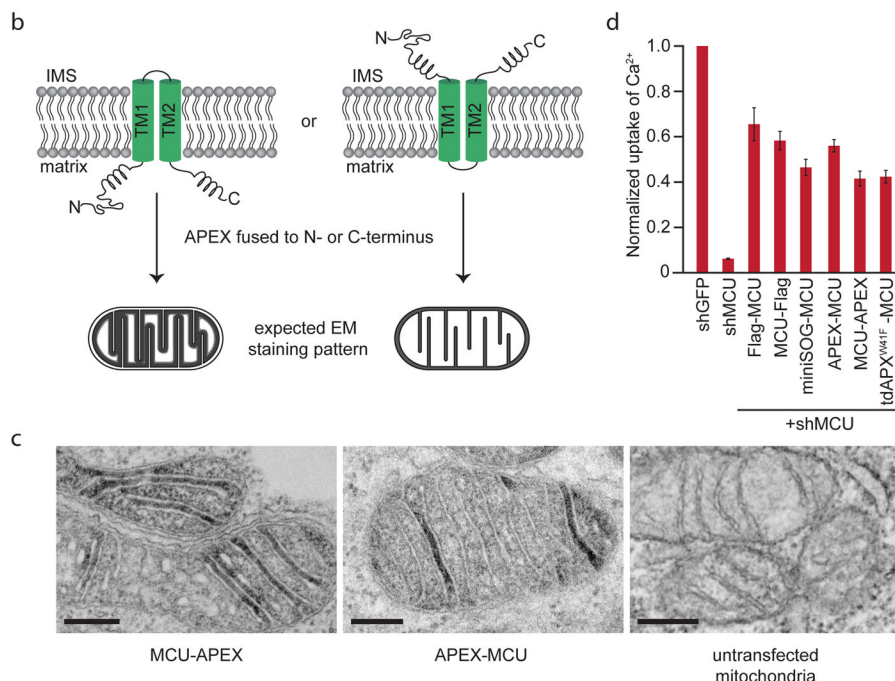 b
IMS
TM1
TM2
matrix
N
C
or
N
C
IMS
TM1
TM2
matrix
APEX fused to N- or C-terminus
expected EM
staining pattern
d
Normalized uptake of Ca²⁺
1.0
0.8
0.6
0.4
0.2
0
shGFP
shMCU
Flag-MCU
MCU-Flag
miniSOG-MCU
APEX-MCU
MCU-APEX
tdAPXᵂ⁴¹ᶠ-MCU
+shMCU
c
MCU-APEX
APEX-MCU
untransfected
mitochondria